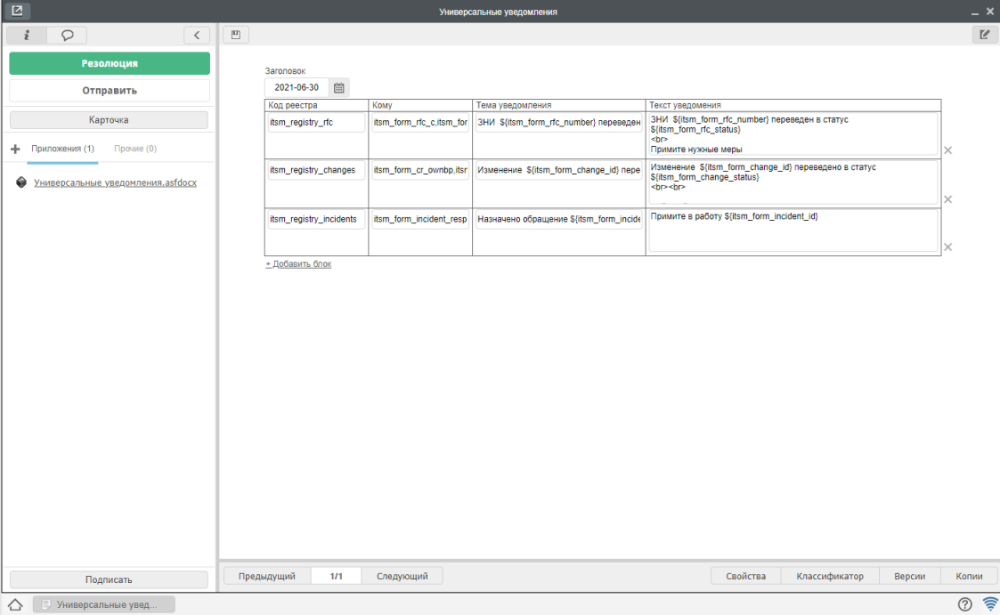 Универсальные уведомления
Резолюция
Отправить
Карточка
Приложения (1) Прочие (0)
Универсальные уведомления.asfdocx
Подписать
Заголовок
2021-06-30
Код реестра Кому Тема уведомления Текст уведомения
itsm_registry_rfc itsm_form_rfc_c,itsm_for ЗНИ ${itsm_form_rfc_number} переведен ЗНИ ${itsm_form_rfc_number} переведен в статус
${itsm_form_rfc_status}
<br>
Примите нужные меры
itsm_registry_changes itsm_form_cr_ownbp,itsr Изменение ${itsm_form_change_id} пере Изменение ${itsm_form_change_id} переведено в статус
${itsm_form_change_status}
<br><br>
itsm_registry_incidents itsm_form_incident_resp Назначено обращение ${itsm_form_incide Примите в работу ${itsm_form_incident_id}
+ Добавить блок
Предыдущий 1/1 Следующий Свойства Классификатор Версии Копии
Универсальные увед...